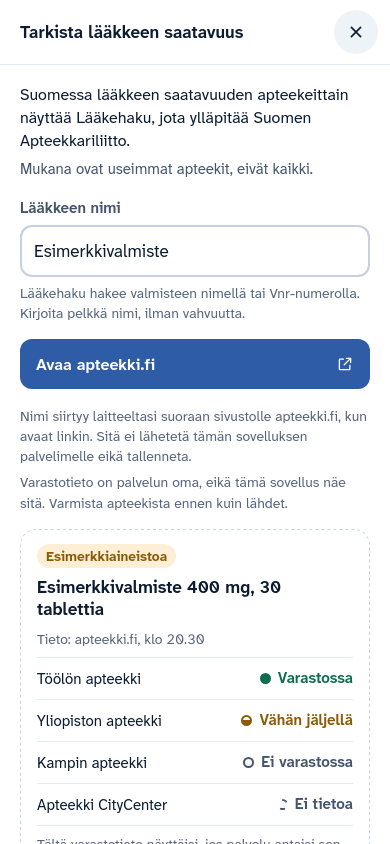 Tarkista lääkkeen saatavuus
Suomessa lääkkeen saatavuuden apteekeittain
näyttää Lääkehaku, jota ylläpitää Suomen
Apteekkariliitto.
Mukana ovat useimmat apteekit, eivät kaikki.
Lääkkeen nimi
Esimerkkivalmiste
Lääkehaku hakee valmisteen nimellä tai Vnr-numerolla.
Kirjoita pelkkä nimi, ilman vahvuutta.
Avaa apteekki.fi
Nimi siirtyy laitteeltasi suoraan sivustolle apteekki.fi, kun
avaat linkin. Sitä ei lähetetä tämän sovelluksen
palvelimelle eikä tallenneta.
Varastotieto on palvelun oma, eikä tämä sovellus näe
sitä. Varmista apteekista ennen kuin lähdet.
Esimerkkiaineistoa
Esimerkkivalmiste 400 mg, 30
tablettia
Tieto: apteekki.fi, klo 20.30
Töölön apteekki Varastossa
Yliopiston apteekki Vähän jäljellä
Kampin apteekki Ei varastossa
Apteekki CityCenter Ei tietoa